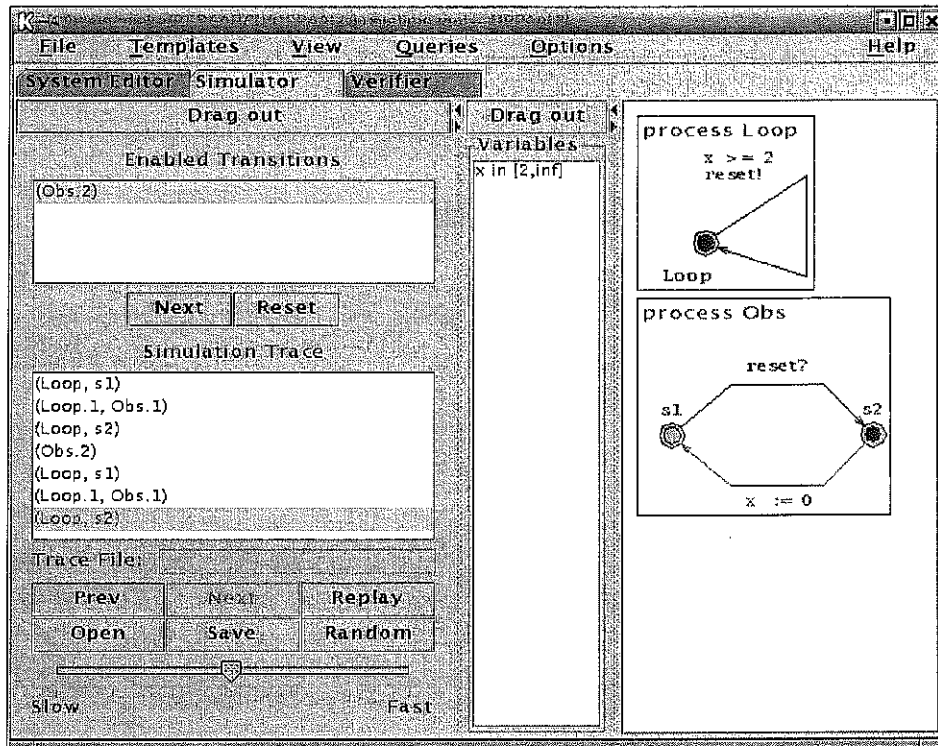 File Templates View Queries Options Help
System Editor Simulator Verifier
Drag out
Enabled Transitions
(Obs.2)
Next Reset
Simulation Trace
(Loop, s1)
(Loop.1, Obs.1)
(Loop, s2)
(Obs.2)
(Loop, s1)
(Loop.1, Obs.1)
(Loop, s2)
Trace File:
Prev Next Replay
Open Save Random
Slow Fast
Drag out
Variables
x in [2,inf]
process Loop
x >= 2
reset!
Loop
process Obs
reset?
s1 s2
x := 0